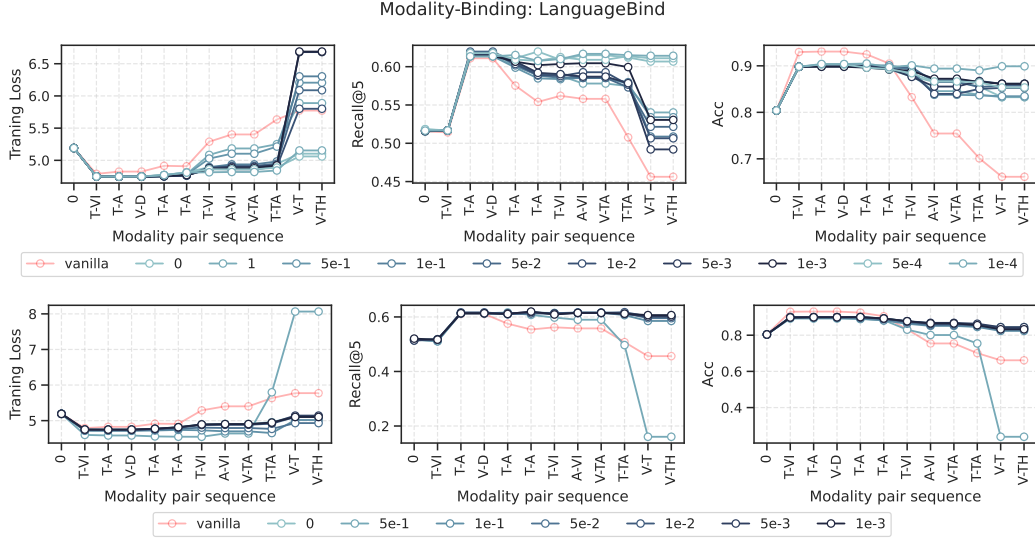 Modality-Binding: LanguageBind
Traning Loss
6.5
6.0
5.5
5.0
0
T-VI
T-A
V-D
T-A
T-A
T-VI
A-VI
V-TA
T-TA
V-T
V-TH
Modality pair sequence
Recall@5
0.60
0.55
0.50
0.45
0
T-VI
T-A
V-D
T-A
T-A
T-VI
A-VI
V-TA
T-TA
V-T
V-TH
Modality pair sequence
Acc
0.9
0.8
0.7
0
T-VI
T-A
V-D
T-A
T-A
T-VI
A-VI
V-TA
T-TA
V-T
V-TH
Modality pair sequence
vanilla 0 1 5e-1 1e-1 5e-2 1e-2 5e-3 1e-3 5e-4 1e-4
Traning Loss
8
7
6
5
0
T-VI
T-A
V-D
T-A
T-A
T-VI
A-VI
V-TA
T-TA
V-T
V-TH
Modality pair sequence
Recall@5
0.6
0.4
0.2
0
T-VI
T-A
V-D
T-A
T-A
T-VI
A-VI
V-TA
T-TA
V-T
V-TH
Modality pair sequence
Acc
0.8
0.6
0.4
0
T-VI
T-A
V-D
T-A
T-A
T-VI
A-VI
V-TA
T-TA
V-T
V-TH
Modality pair sequence
vanilla 0 5e-1 1e-1 5e-2 1e-2 5e-3 1e-3